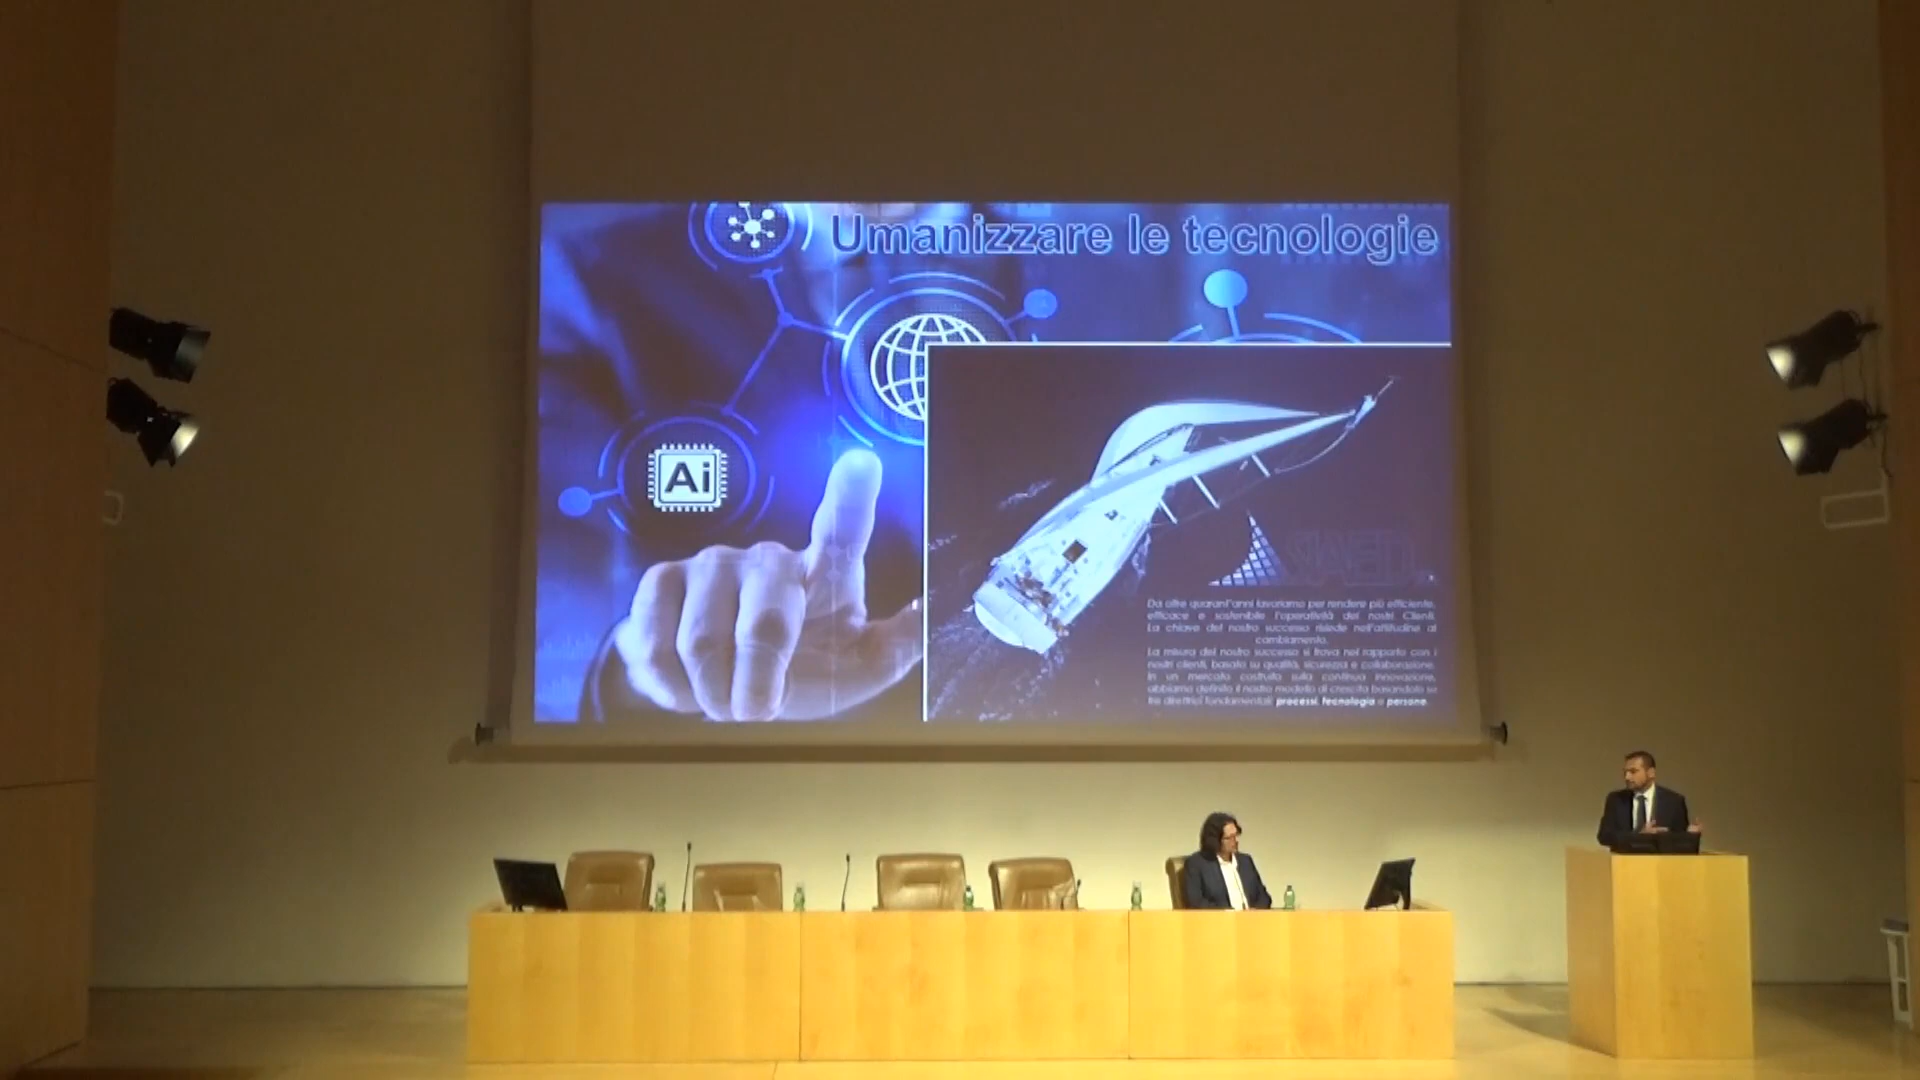 Umanizzare le tecnologie
Ai
Da oltre quarant'anni lavoriamo per rendere più efficiente,
efficace e sostenibile l'operatività dei nostri Clienti.
La chiave del nostro successo risiede nell'attitudine al
cambiamento.
La misura del nostro successo si trova nel rapporto con i
nostri clienti, basato su qualità, sicurezza e collaborazione.
In un mercato costruito sulla continua innovazione,
abbiamo definito il nostro modello di crescita basandolo su
tre direttrici fondamentali: processi, tecnologia e persone.